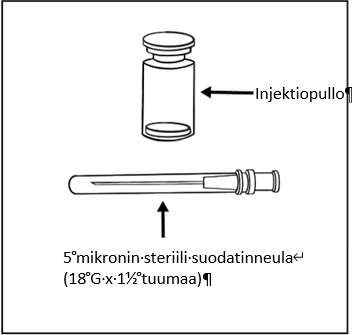 Injektiopullo¶
5°mikronin·steriili·suodatinneula↵
(18°G·x·1½°tuumaa)¶